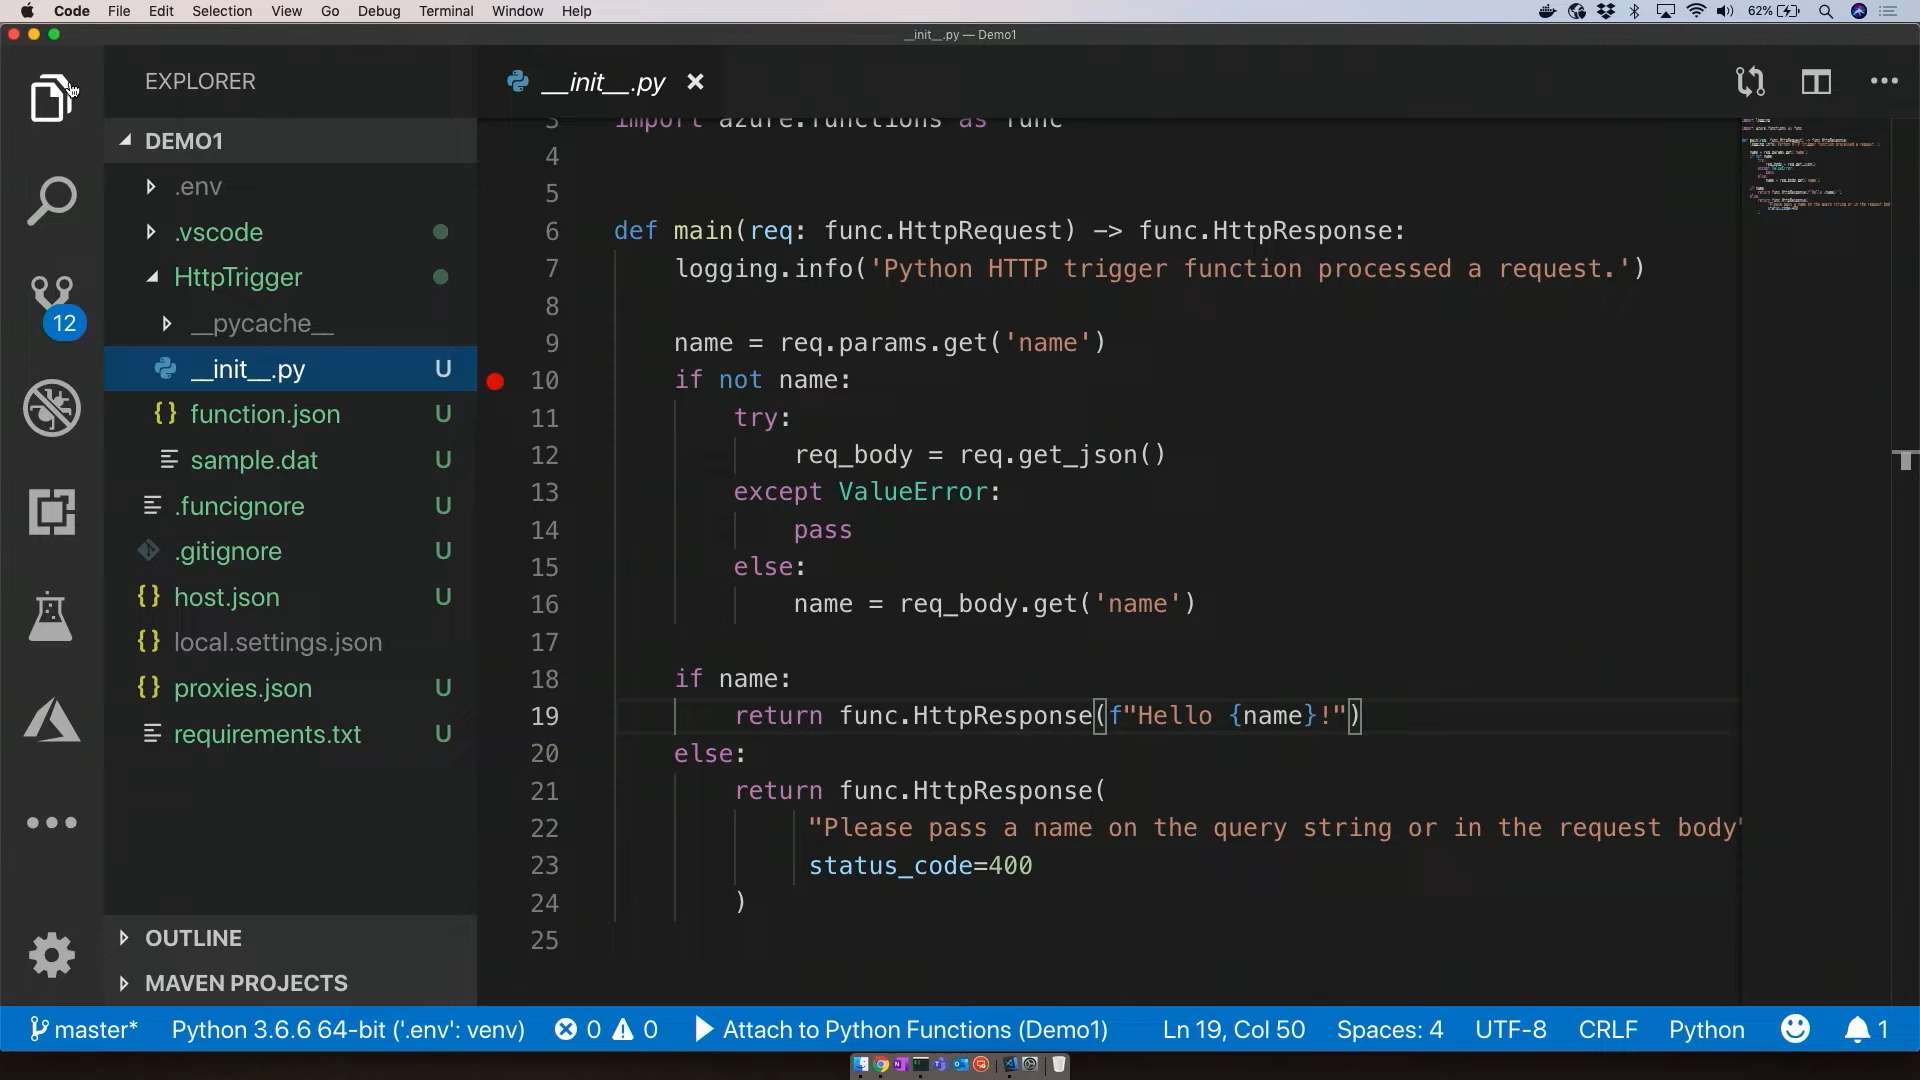 Code File Edit Selection View Go Debug Terminal Window Help 62%
__init__.py — Demo1
EXPLORER
__init__.py
DEMO1
.env
.vscode
HttpTrigger
__pycache__
__init__.py U
function.json U
sample.dat U
.funcignore U
.gitignore U
host.json U
local.settings.json
proxies.json U
requirements.txt U
OUTLINE
MAVEN PROJECTS
12
3 import azure.functions as func
4
5
6 def main(req: func.HttpRequest) -> func.HttpResponse:
7 logging.info('Python HTTP trigger function processed a request.')
8
9 name = req.params.get('name')
10 if not name:
11 try:
12 req_body = req.get_json()
13 except ValueError:
14 pass
15 else:
16 name = req_body.get('name')
17
18 if name:
19 return func.HttpResponse(f"Hello {name}!")
20 else:
21 return func.HttpResponse(
22 "Please pass a name on the query string or in the request body"
23 status_code=400
24 )
25
master* Python 3.6.6 64-bit ('.env': venv) 0 0 Attach to Python Functions (Demo1) Ln 19, Col 50 Spaces: 4 UTF-8 CRLF Python 1